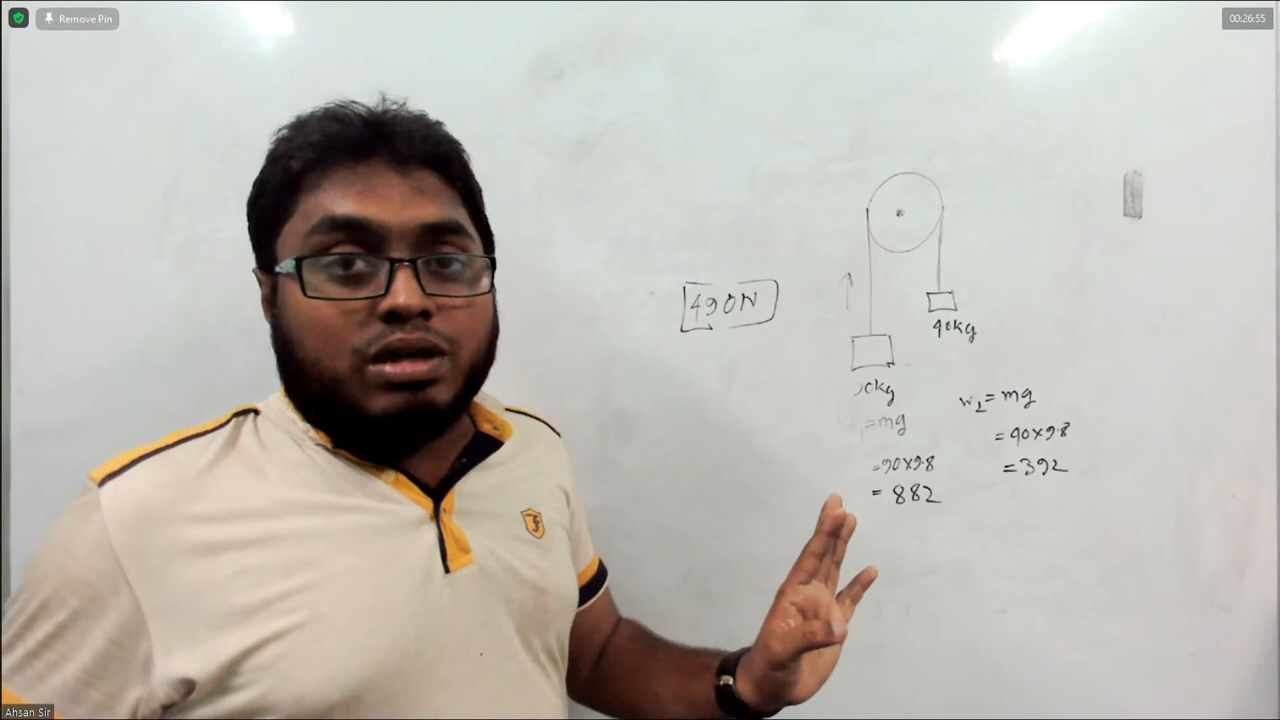 Remove Pin
00:26:55
490N
40kg
0kg
W2 = mg
= mg
= 40×9.8
= 90×9.8
= 392
= 882
Ahsan Sir